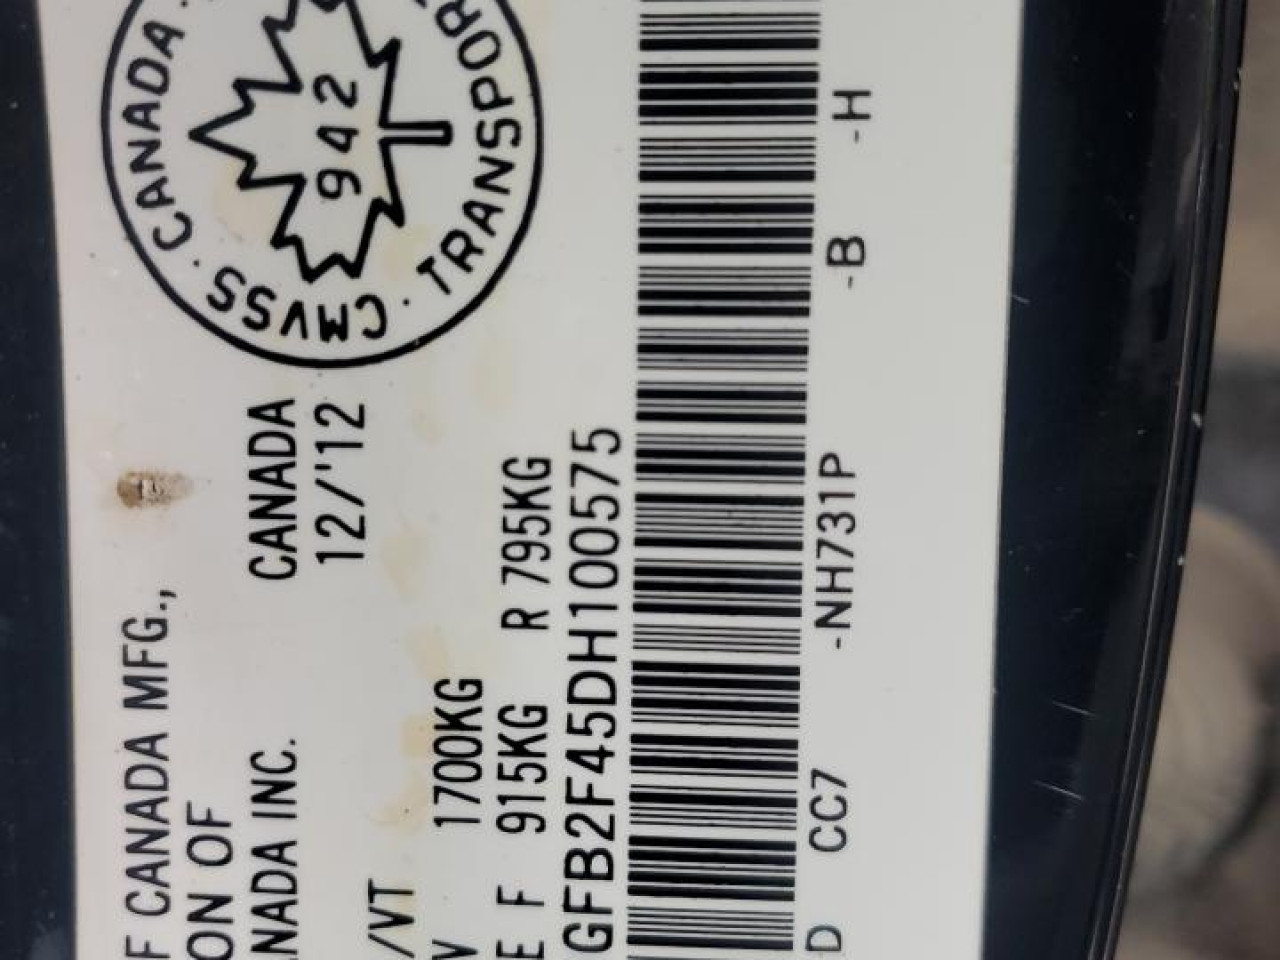 F CANADA MFG.,
ON OF
NADA INC. CANADA
/VT 12/'12
V 1700KG
E F 915KG R 795KG
GFB2F45DH100575
D CC7 -NH731P -B -H
CMVSS · CANADA ·
· TRANSPOR
942